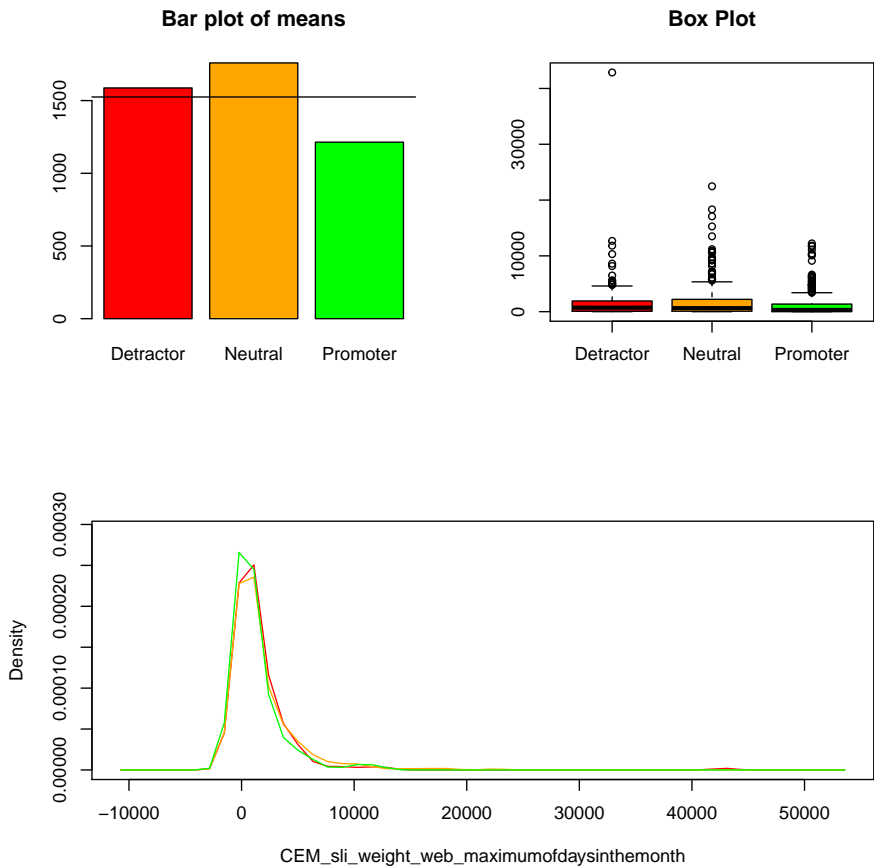 Bar plot of means
1500
1000
500
0
Detractor Neutral Promoter
Box Plot
30000
10000
0
Detractor Neutral Promoter
Density
0.00030
0.00020
0.00010
0.00000
−10000 0 10000 20000 30000 40000 50000
CEM_sli_weight_web_maximumofdaysinthemonth